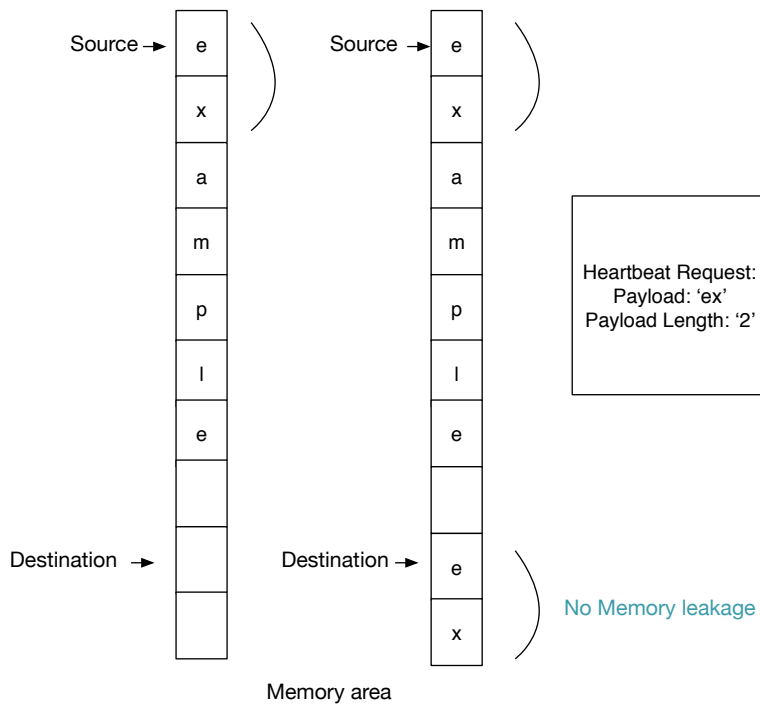 Source
e
x
a
m
p
l
e
Destination
Source
e
x
a
m
p
l
e
Destination
e
x
Heartbeat Request:
Payload: ‘ex’
Payload Length: ‘2’
No Memory leakage
Memory area